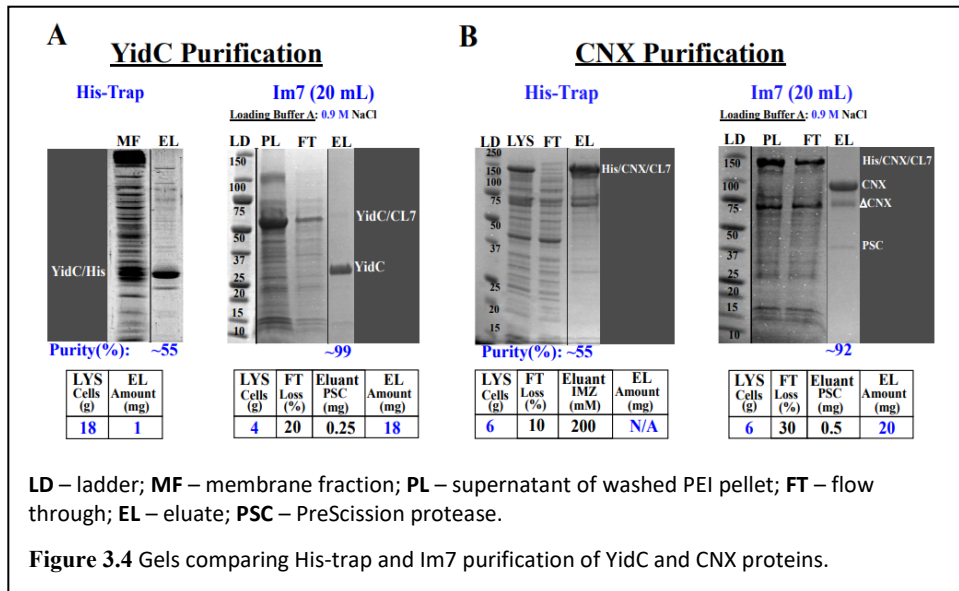 A
YidC Purification
His-Trap
Im7 (20 mL)
Loading Buffer A: 0.9 M NaCl
MF EL
LD PL FT EL
150
100
75
50
37
25
20
15
10
YidC/His
YidC/CL7
YidC
Purity(%): ~55
~99
LYS Cells (g) EL Amount (mg)
18 1
LYS Cells (g) FT Loss (%) Eluant PSC (mg) EL Amount (mg)
4 20 0.25 18
B
CNX Purification
His-Trap
Im7 (20 mL)
Loading Buffer A: 0.9 M NaCl
LD LYS FT EL
250
150
100
75
50
37
25
20
15
His/CNX/CL7
LD PL FT EL
150
100
75
50
37
25
20
15
10
His/CNX/CL7
CNX
ΔCNX
PSC
Purity(%): ~55
~92
LYS Cells (g) FT Loss (%) Eluant IMZ (mM) EL Amount (mg)
6 10 200 N/A
LYS Cells (g) FT Loss (%) Eluant PSC (mg) EL Amount (mg)
6 30 0.5 20
LD – ladder; MF – membrane fraction; PL – supernatant of washed PEI pellet; FT – flow
through; EL – eluate; PSC – PreScission protease.
Figure 3.4 Gels comparing His-trap and Im7 purification of YidC and CNX proteins.